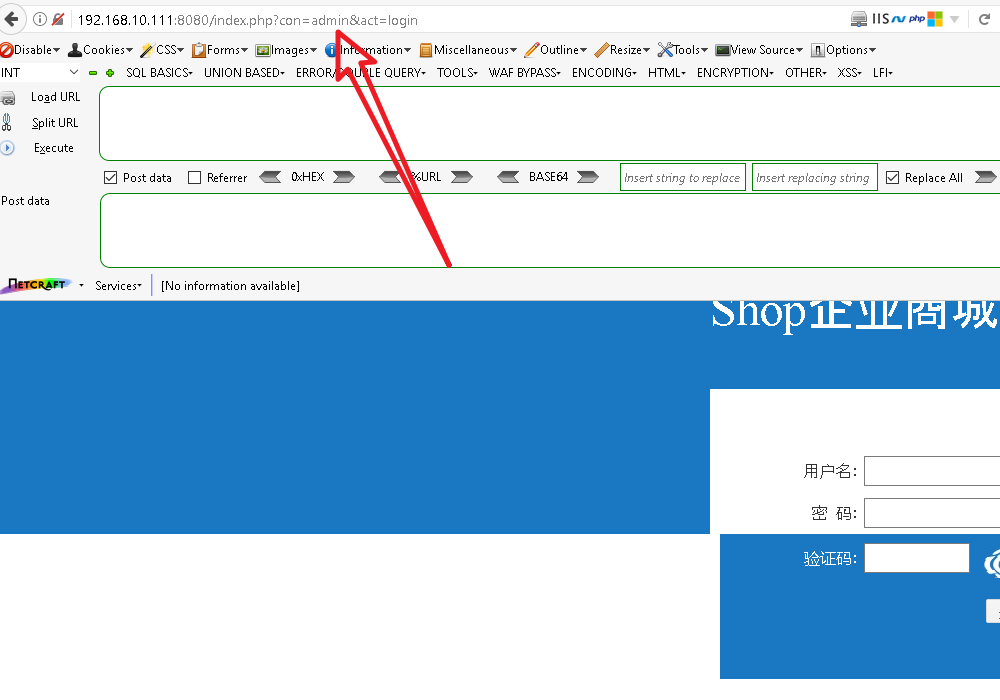 192.168.10.111:8080/index.php?con=admin&act=login IIS php
Disable Cookies CSS Forms Images Information Miscellaneous Outline Resize Tools View Source Options
INT SQL BASICS UNION BASED ERROR/DOUBLE QUERY TOOLS WAF BYPASS ENCODING HTML ENCRYPTION OTHER XSS LFI
Load URL
Split URL
Execute
Post data Referrer 0xHEX %URL BASE64 Insert string to replace Insert replacing string Replace All
Post data
NETCRAFT Services [No information available]
Shop企业商城
用户名:
密 码:
验证码: